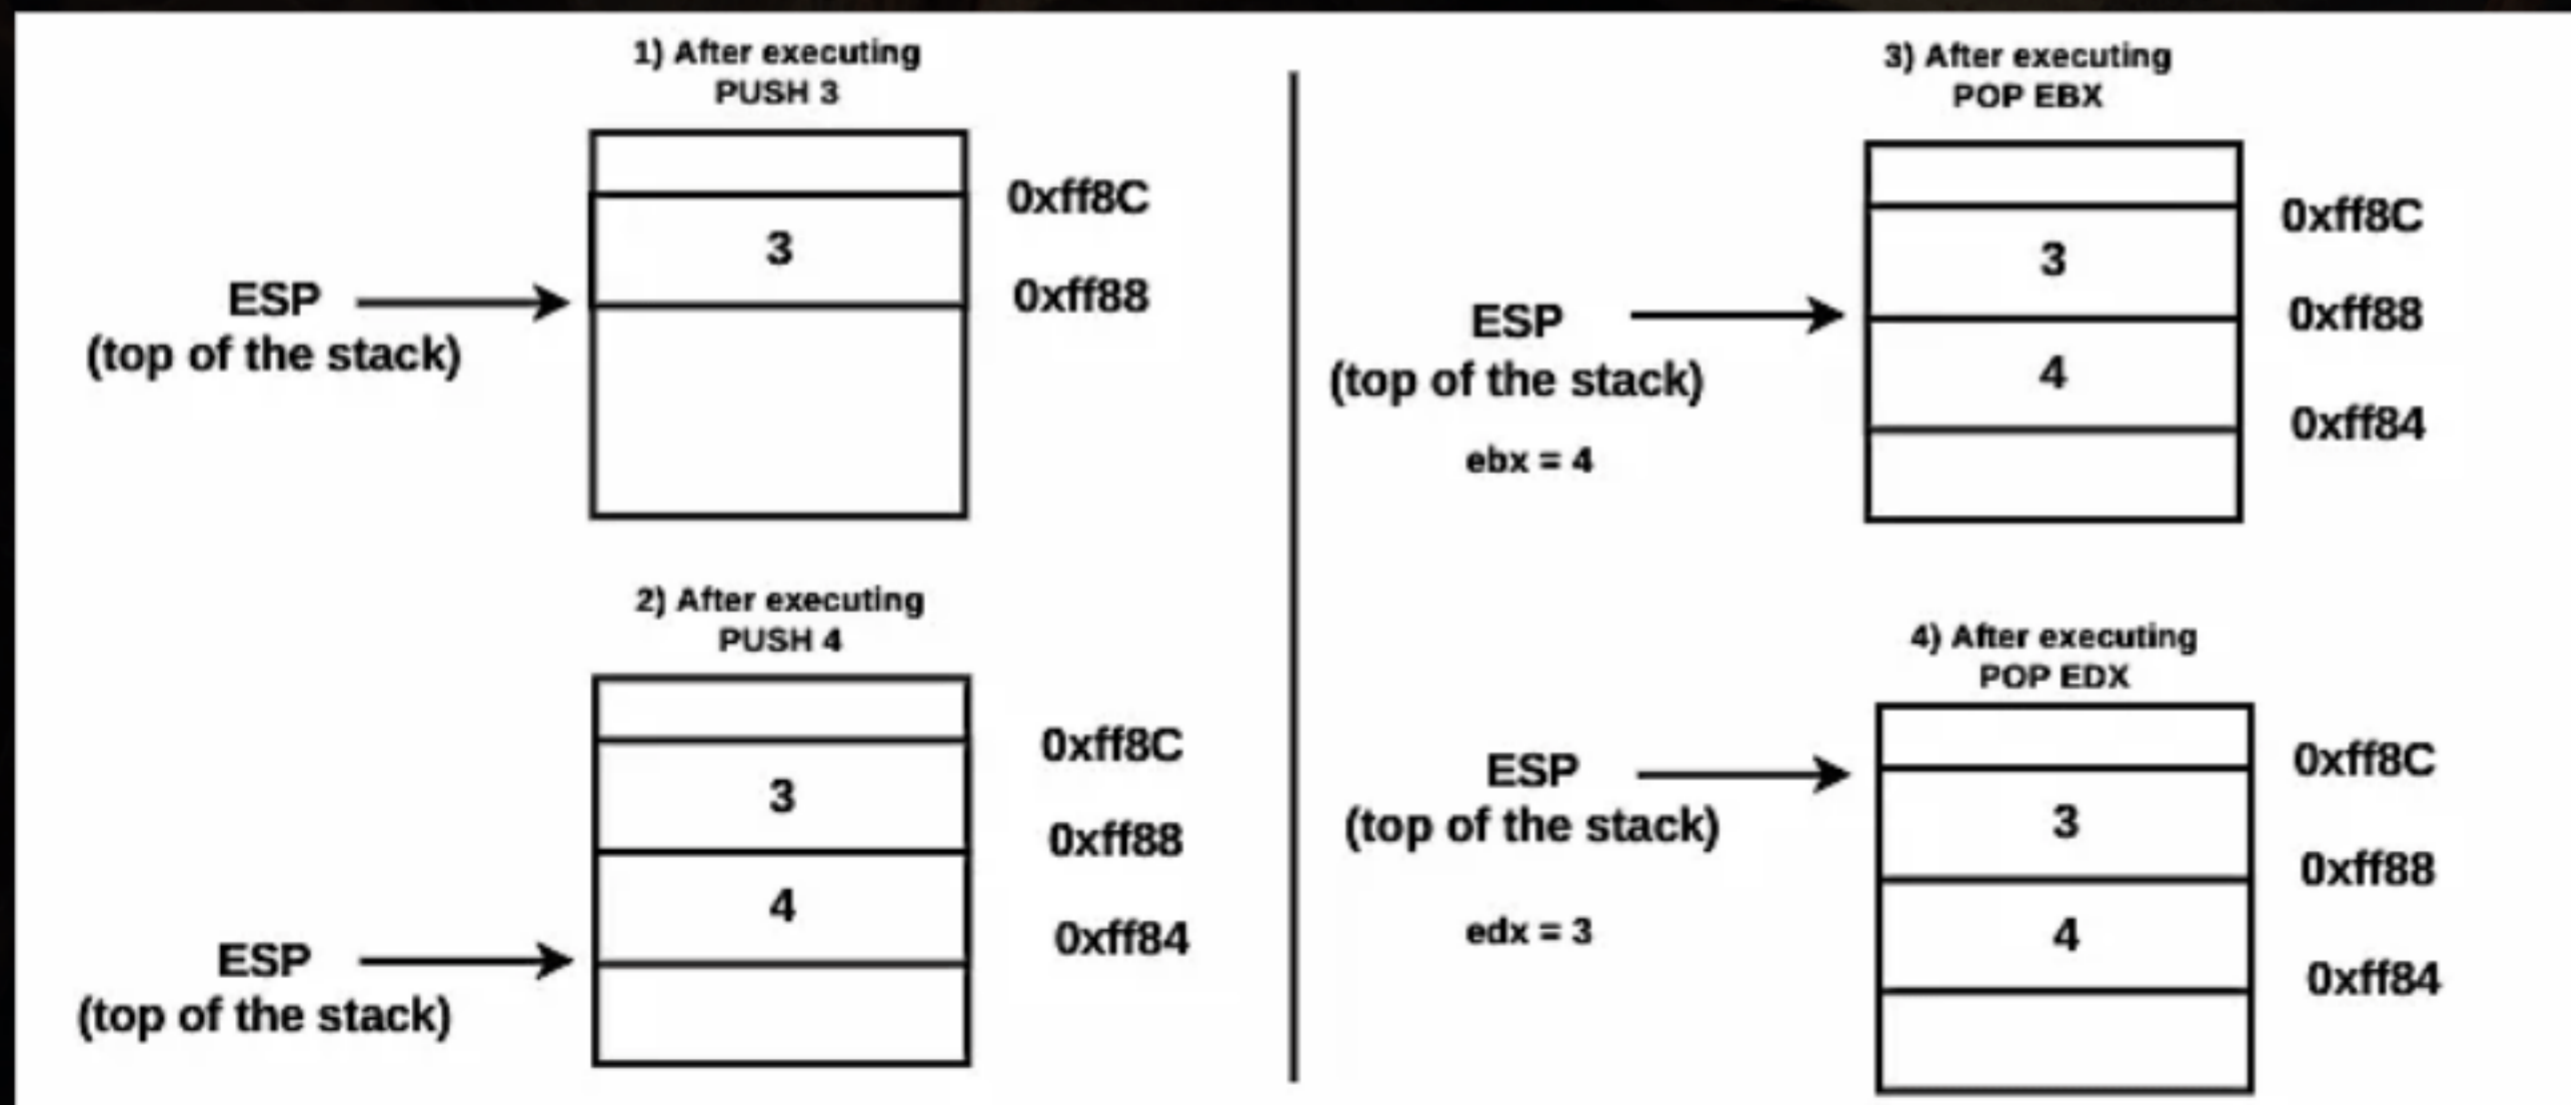 1) After executing
PUSH 3
0xff8C
3
0xff88
ESP
(top of the stack)
2) After executing
PUSH 4
0xff8C
3
0xff88
4
0xff84
ESP
(top of the stack)
3) After executing
POP EBX
0xff8C
3
0xff88
ESP
(top of the stack)
4
0xff84
ebx = 4
4) After executing
POP EDX
0xff8C
ESP
(top of the stack)
3
0xff88
edx = 3
4
0xff84